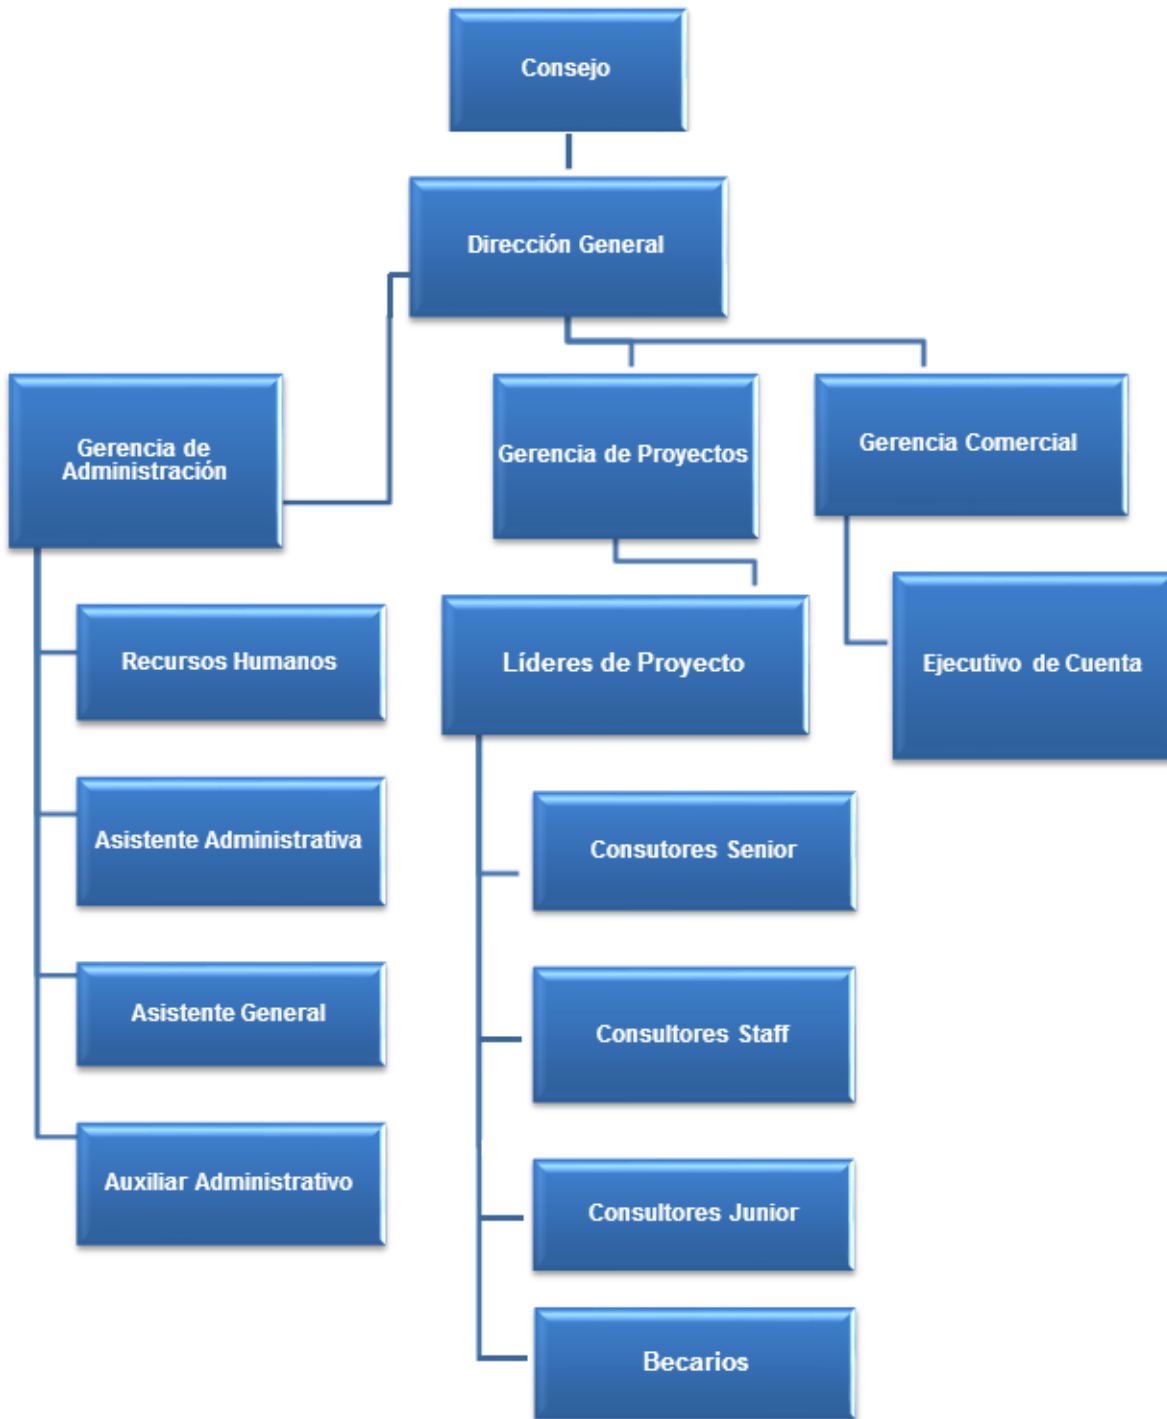 Consejo
Dirección General
Gerencia de
Administración
Gerencia de Proyectos
Gerencia Comercial
Recursos Humanos
Líderes de Proyecto
Ejecutivo de Cuenta
Asistente Administrativa
Consutores Senior
Asistente General
Consultores Staff
Auxiliar Administrativo
Consultores Junior
Becarios